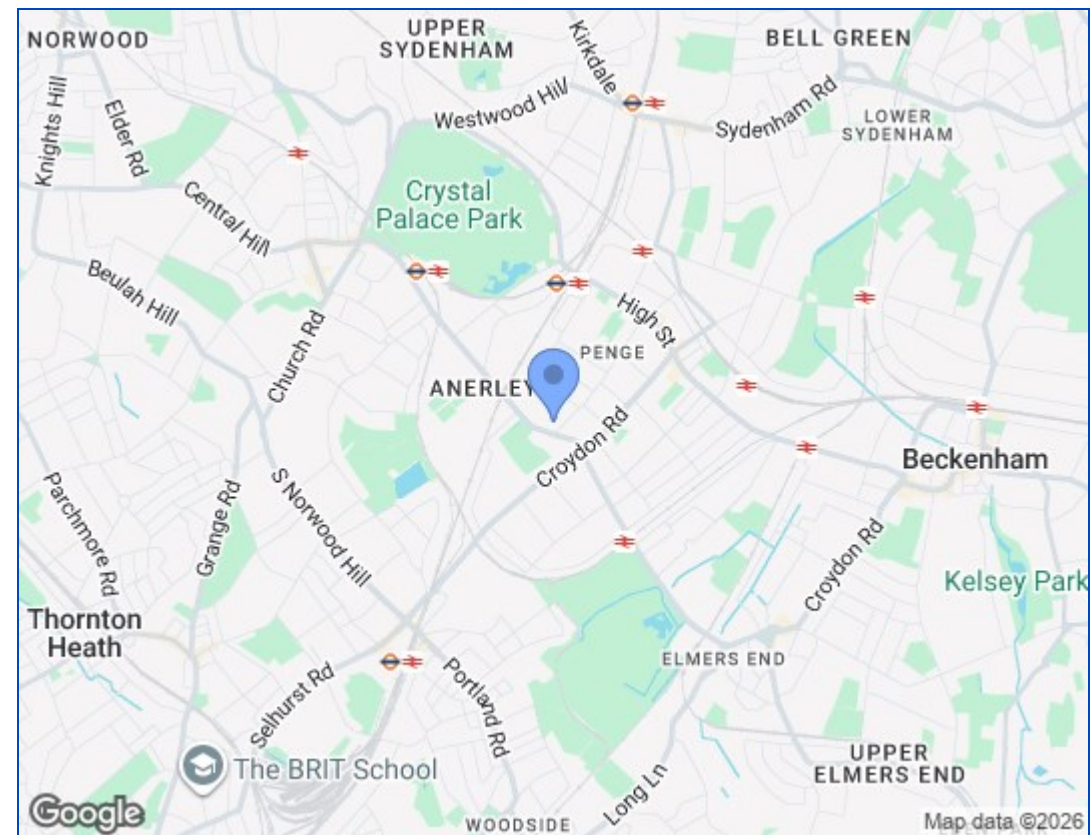 NORWOOD
UPPER
SYDENHAM
Kirkdale
BELL GREEN
Knights Hill
Elder Rd
Westwood Hill
Sydenham Rd
LOWER
SYDENHAM
Crystal
Palace Park
Central Hill
Beulah Hill
Church Rd
High St
PENGE
ANERLEY
Croydon Rd
Beckenham
Parchmore Rd
Grange Rd
S Norwood Hill
Croydon Rd
Kelsey Park
Thornton
Heath
ELMERS END
Selhurst Rd
Portland Rd
The BRIT School
Long Ln
UPPER
ELMERS END
Google
WOODSIDE
Map data ©2026